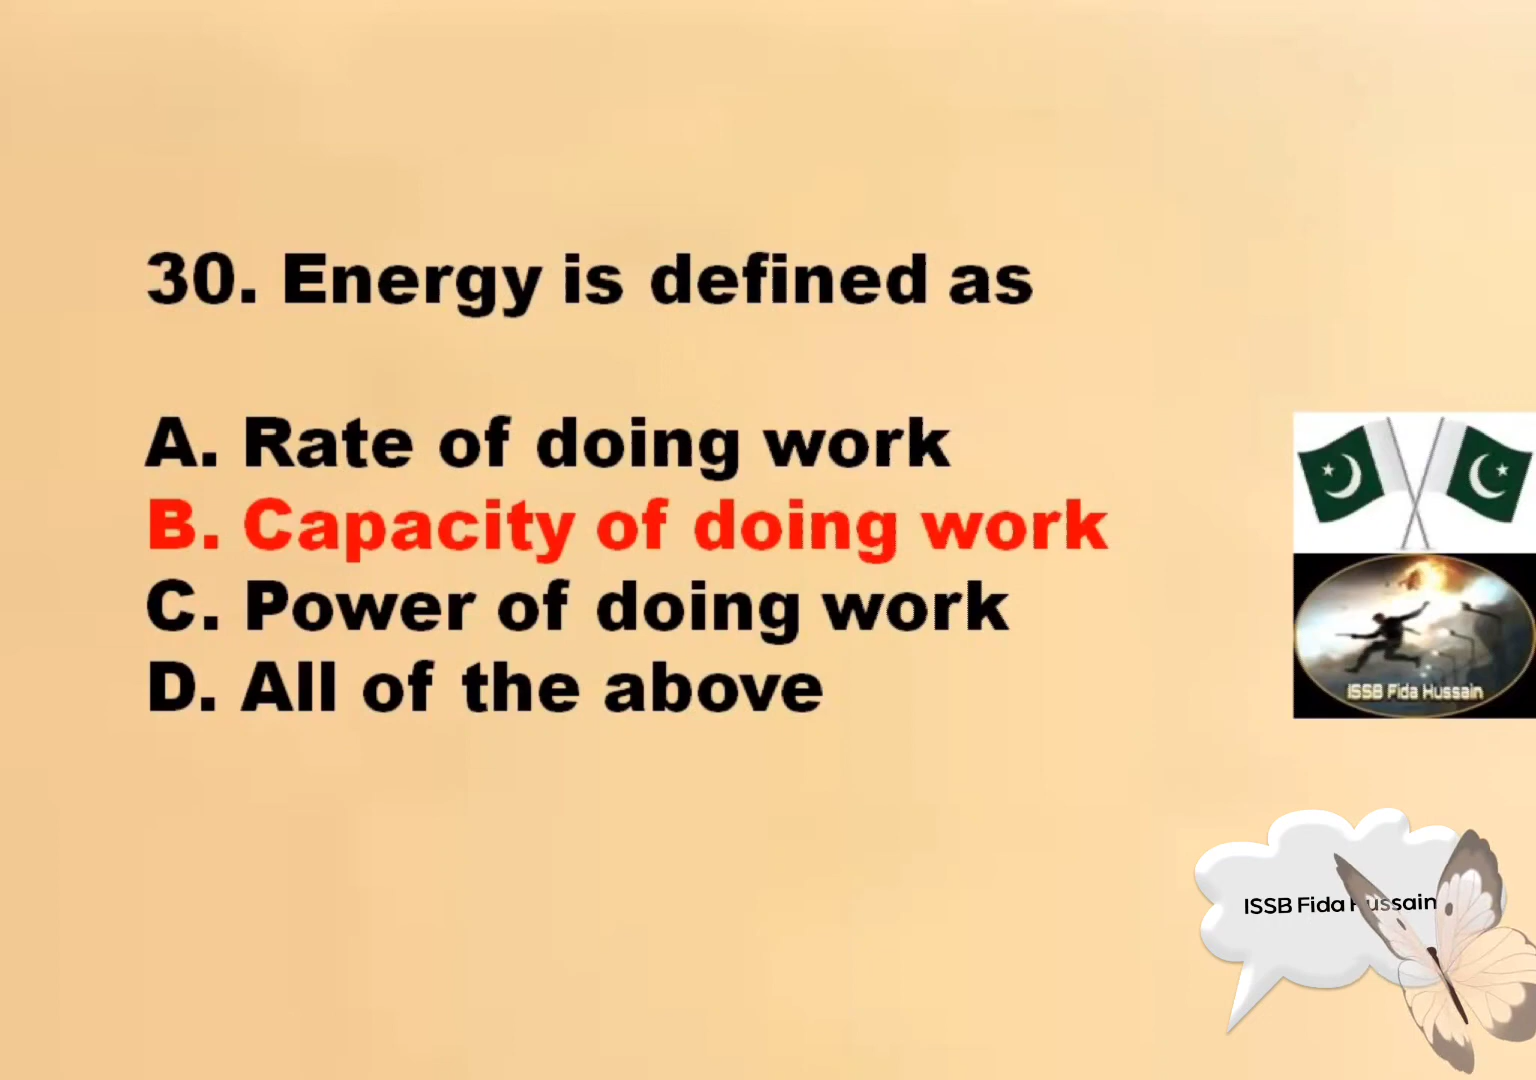 30. Energy is defined as
A. Rate of doing work
B. Capacity of doing work
C. Power of doing work
D. All of the above
ISSB Fida Hussain
ISSB Fida Hussain